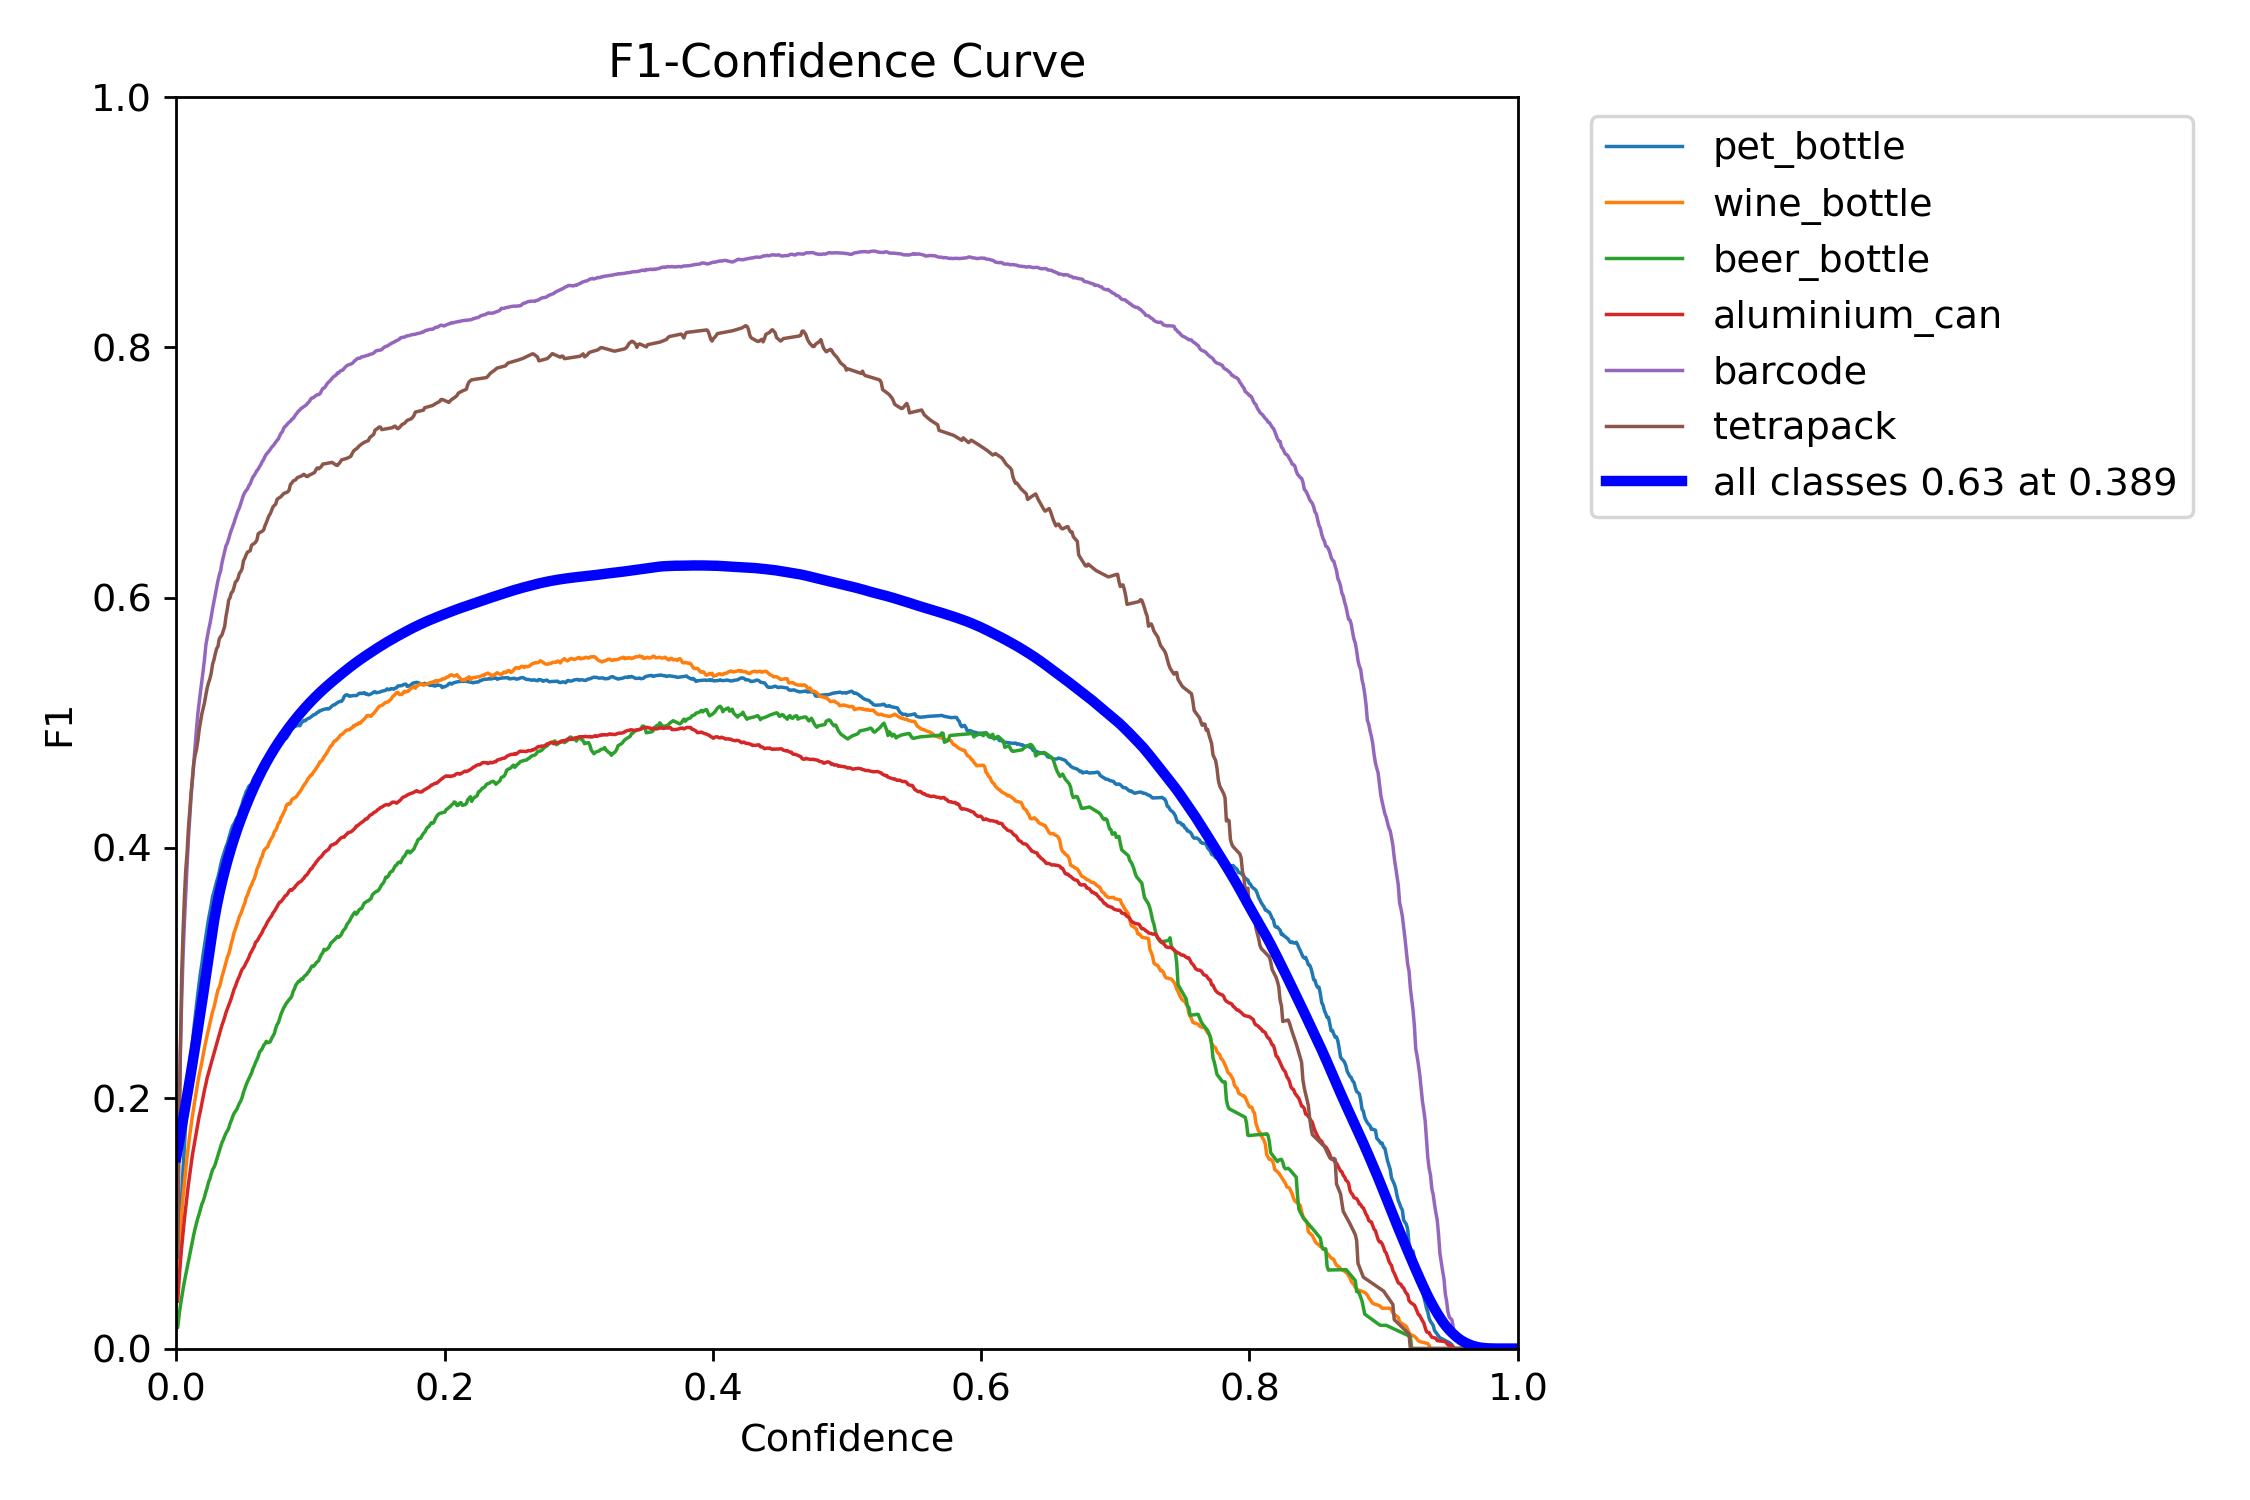 F1-Confidence Curve
1.0
0.8
0.6
0.4
0.2
0.0
F1
0.0 0.2 0.4 0.6 0.8 1.0
Confidence
pet_bottle
wine_bottle
beer_bottle
aluminium_can
barcode
tetrapack
all classes 0.63 at 0.389